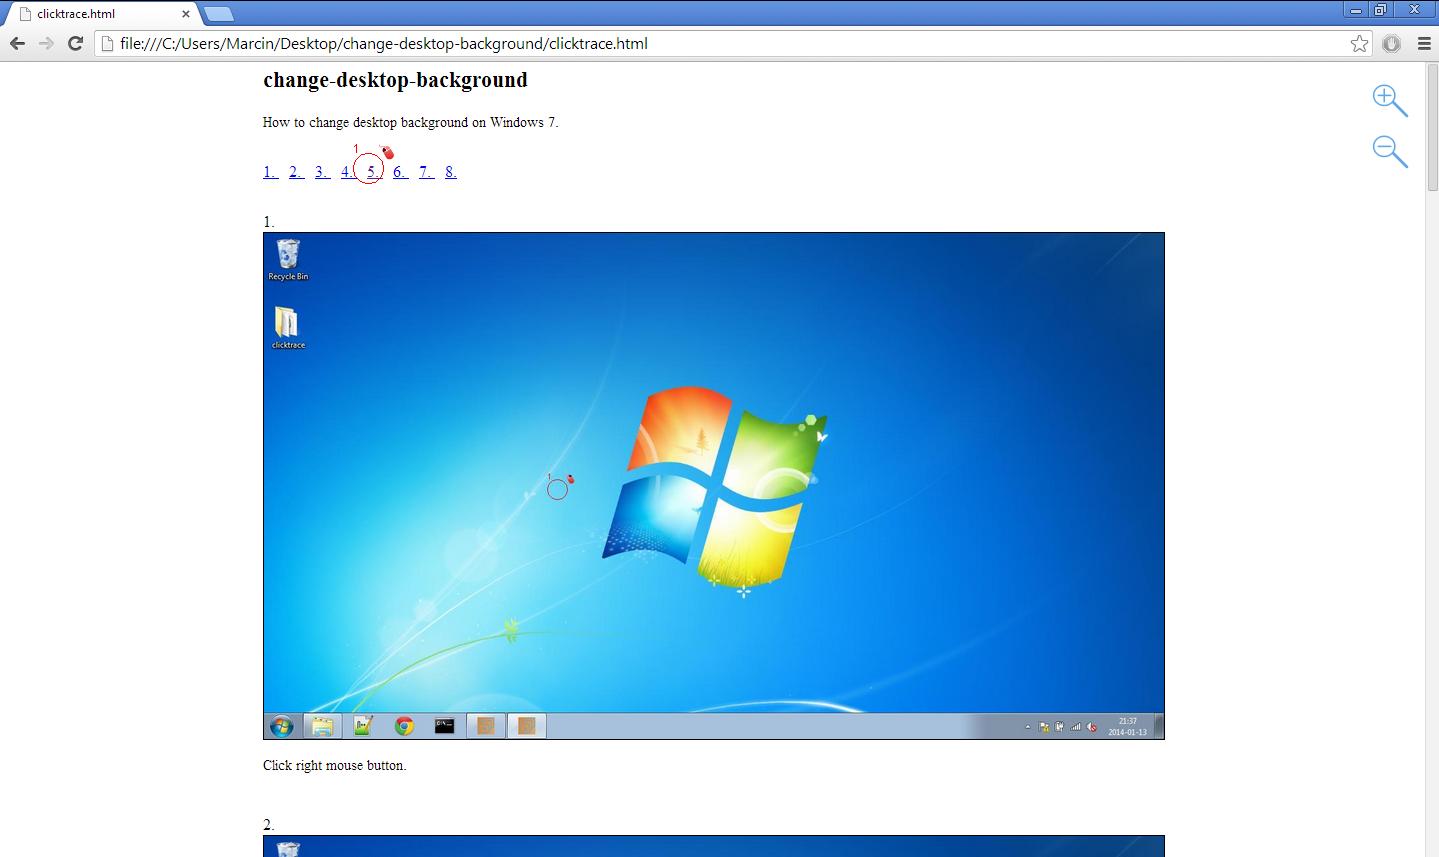 clicktrace.html
file:///C:/Users/Marcin/Desktop/change-desktop-background/clicktrace.html
change-desktop-background
How to change desktop background on Windows 7.
1
1. 2. 3. 4. 5. 6. 7. 8.
1.
Recycle Bin
clicktrace
1
21:37
2014-01-13
Click right mouse button.
2.